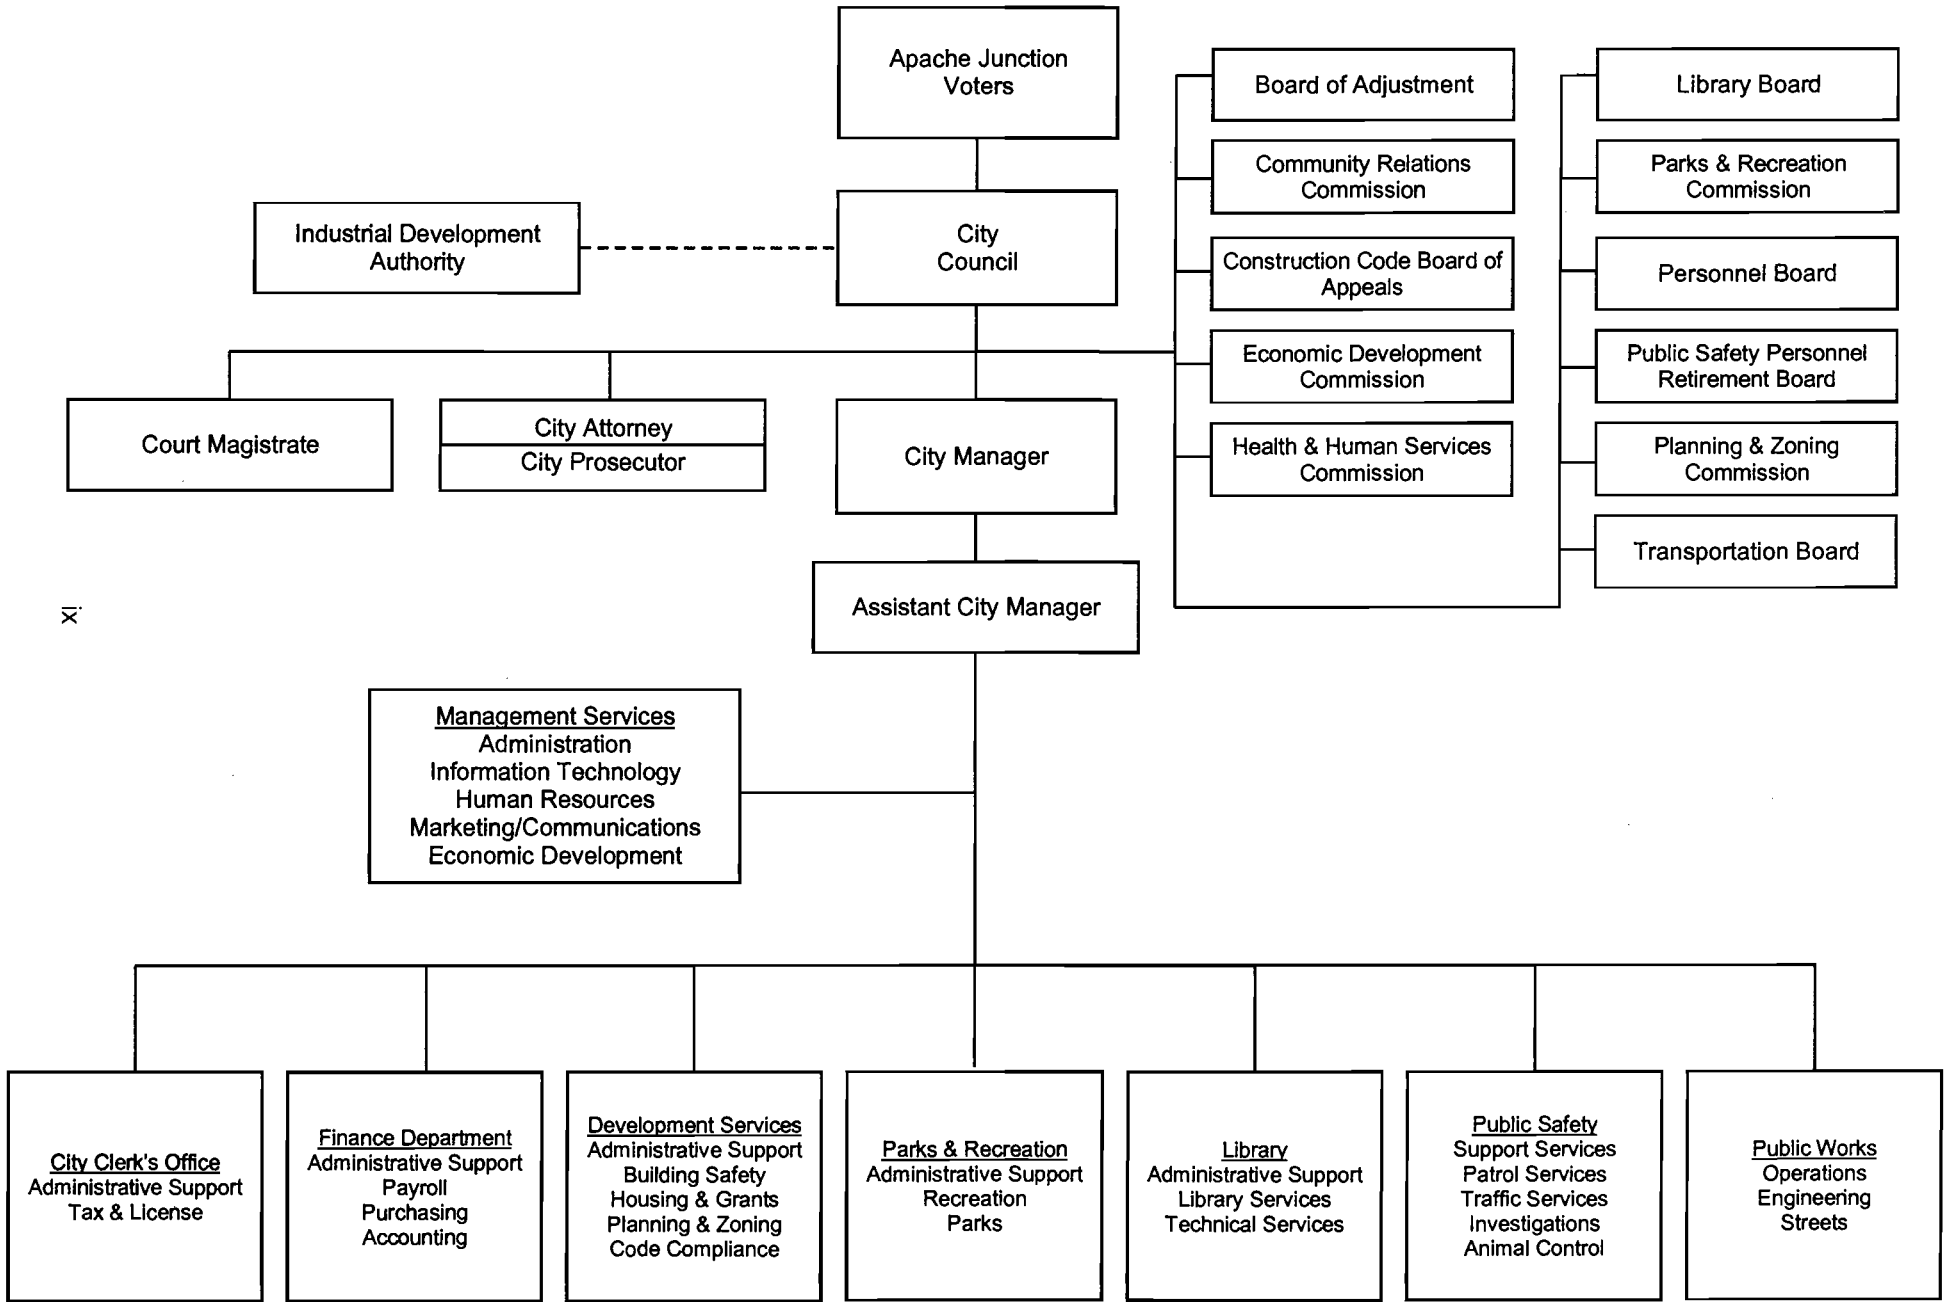 Apache Junction
Voters
Board of Adjustment
Library Board
Community Relations
Commission
Parks & Recreation
Commission
Industrial Development
Authority
City
Council
Construction Code Board of
Appeals
Personnel Board
Economic Development
Commission
Public Safety Personnel
Retirement Board
Court Magistrate
City Attorney
City Prosecutor
City Manager
Health & Human Services
Commission
Planning & Zoning
Commission
Transportation Board
Assistant City Manager
ix.
Management Services
Administration
Information Technology
Human Resources
Marketing/Communications
Economic Development
City Clerk's Office
Administrative Support
Tax & License
Finance Department
Administrative Support
Payroll
Purchasing
Accounting
Development Services
Administrative Support
Building Safety
Housing & Grants
Planning & Zoning
Code Compliance
Parks & Recreation
Administrative Support
Recreation
Parks
Library
Administrative Support
Library Services
Technical Services
Public Safety
Support Services
Patrol Services
Traffic Services
Investigations
Animal Control
Public Works
Operations
Engineering
Streets